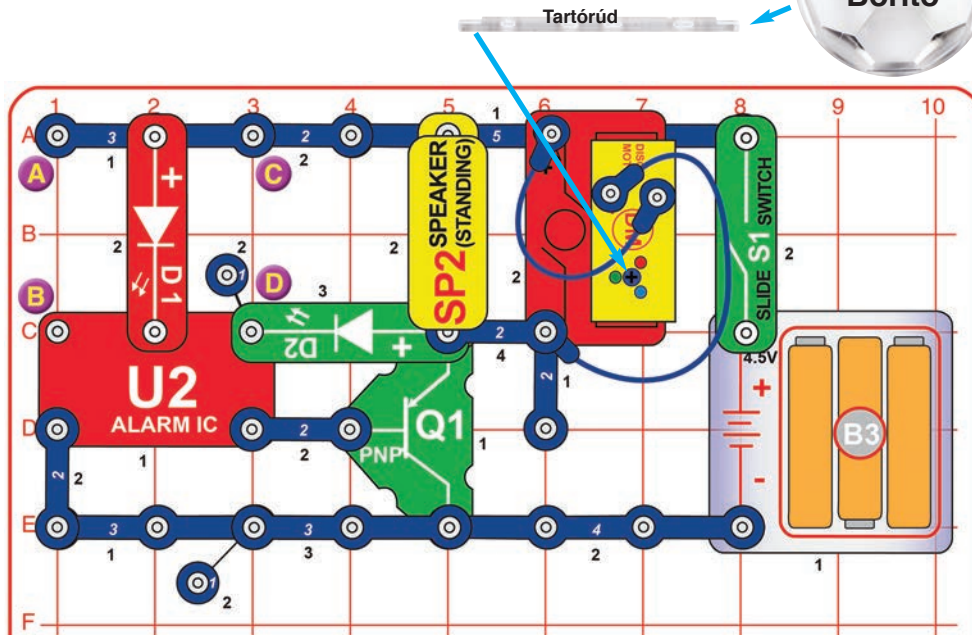 Borító
Tartórúd
1 2 3 4 5 6 7 8 9 10
A 3 2 5
1 2 1
A C
+
D1
2
SP2 SPEAKER
(STANDING)
2
+
2
DM
SLIDE S1 SWITCH
2
B
2
1
D
B
3
C
D2
+
2
4
2
1
4.5V
+
-
B3
1
U2
ALARM IC
1
D
2
2
PNP
Q1
1
2
2
E 3 3 4
1 3 2
1
2
F